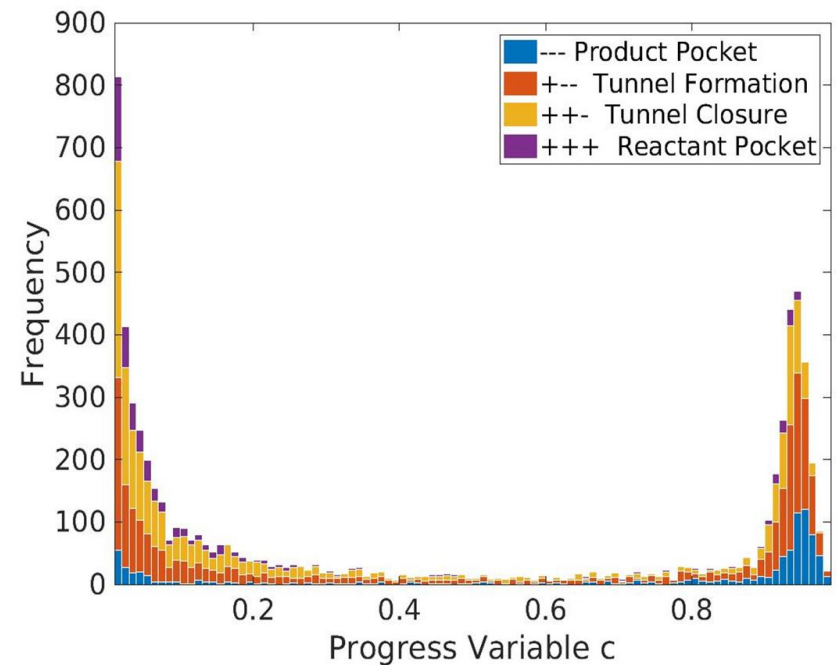 900
800
700
600
500
400
300
200
100
0
Frequency
--- Product Pocket
+-- Tunnel Formation
++- Tunnel Closure
+++ Reactant Pocket
0.2 0.4 0.6 0.8
Progress Variable c